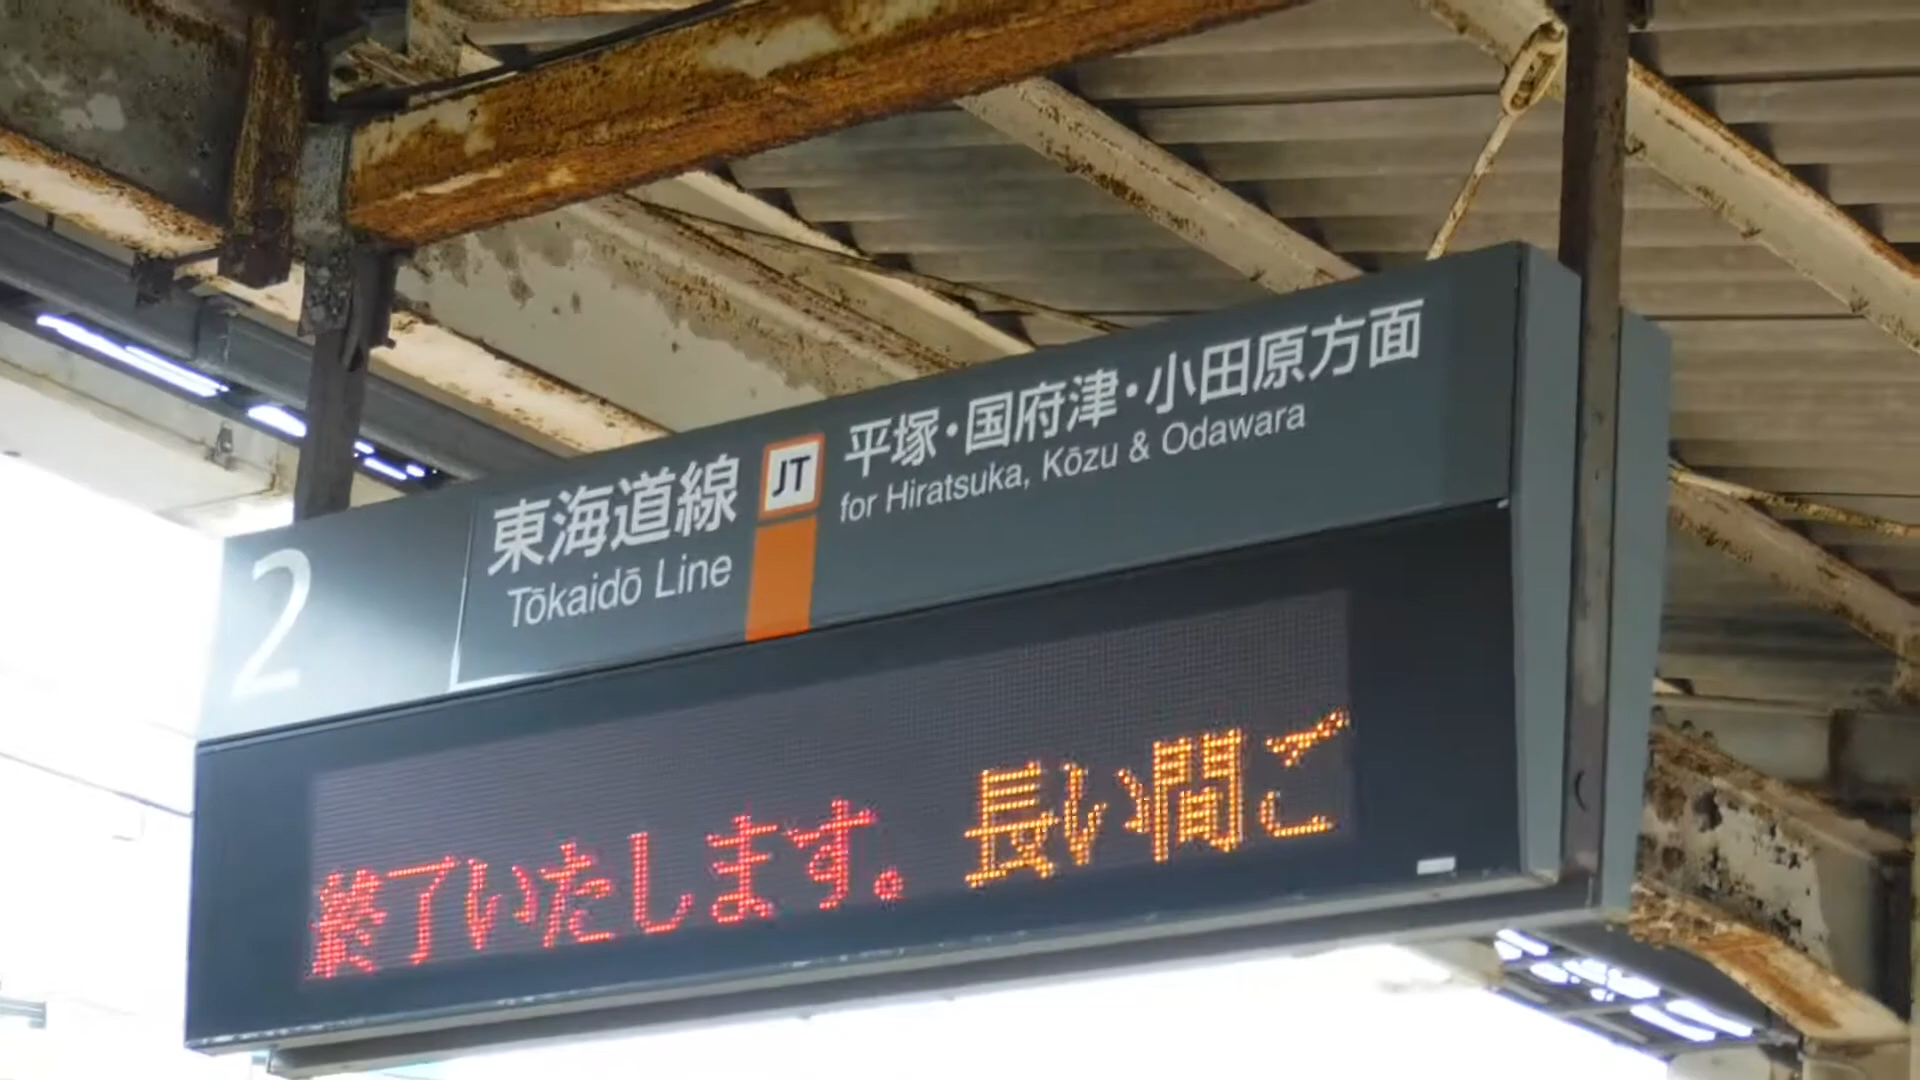 2
東海道線
Tōkaidō Line
JT
平塚・国府津・小田原方面
for Hiratsuka, Kōzu & Odawara
終了いたします。長い間ご